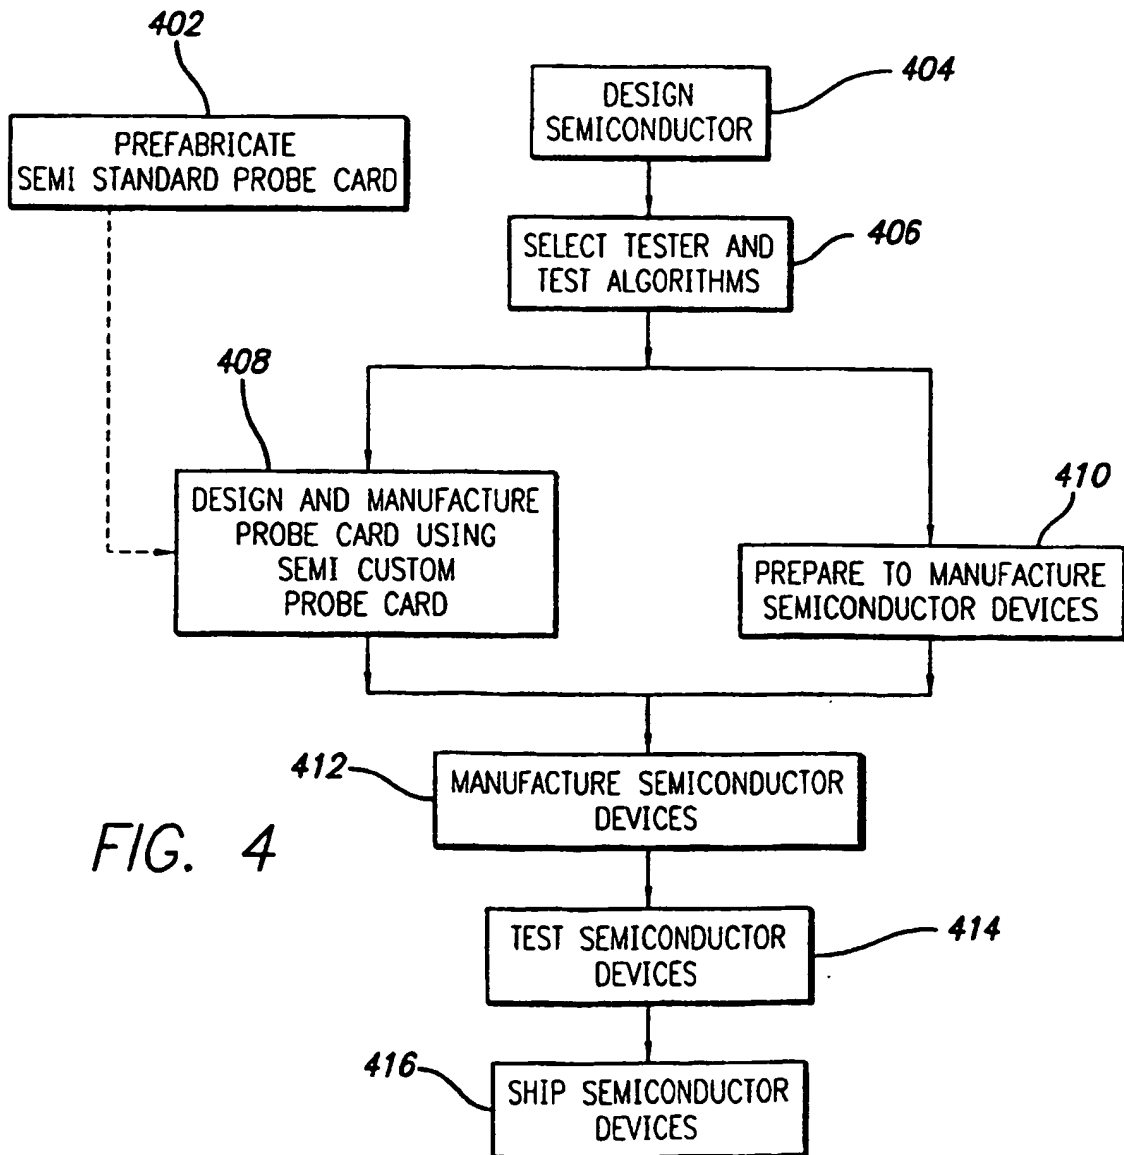 402
PREFABRICATE
SEMI STANDARD PROBE CARD
404
DESIGN
SEMICONDUCTOR
406
SELECT TESTER AND
TEST ALGORITHMS
408
DESIGN AND MANUFACTURE
PROBE CARD USING
SEMI CUSTOM
PROBE CARD
410
PREPARE TO MANUFACTURE
SEMICONDUCTOR DEVICES
412
MANUFACTURE SEMICONDUCTOR
DEVICES
FIG. 4
414
TEST SEMICONDUCTOR
DEVICES
416
SHIP SEMICONDUCTOR
DEVICES